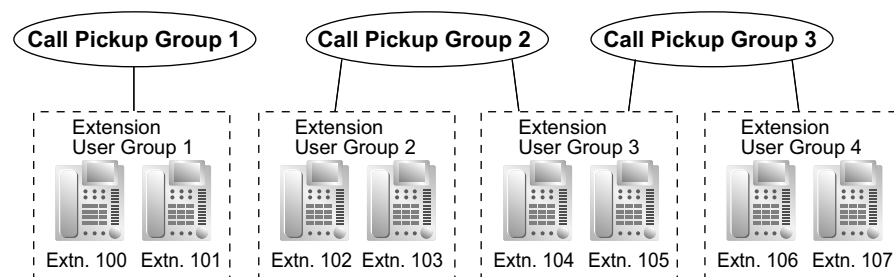 Call Pickup Group 1
Call Pickup Group 2
Call Pickup Group 3
Extension
User Group 1
Extension
User Group 2
Extension
User Group 3
Extension
User Group 4
Extn. 100
Extn. 101
Extn. 102
Extn. 103
Extn. 104
Extn. 105
Extn. 106
Extn. 107